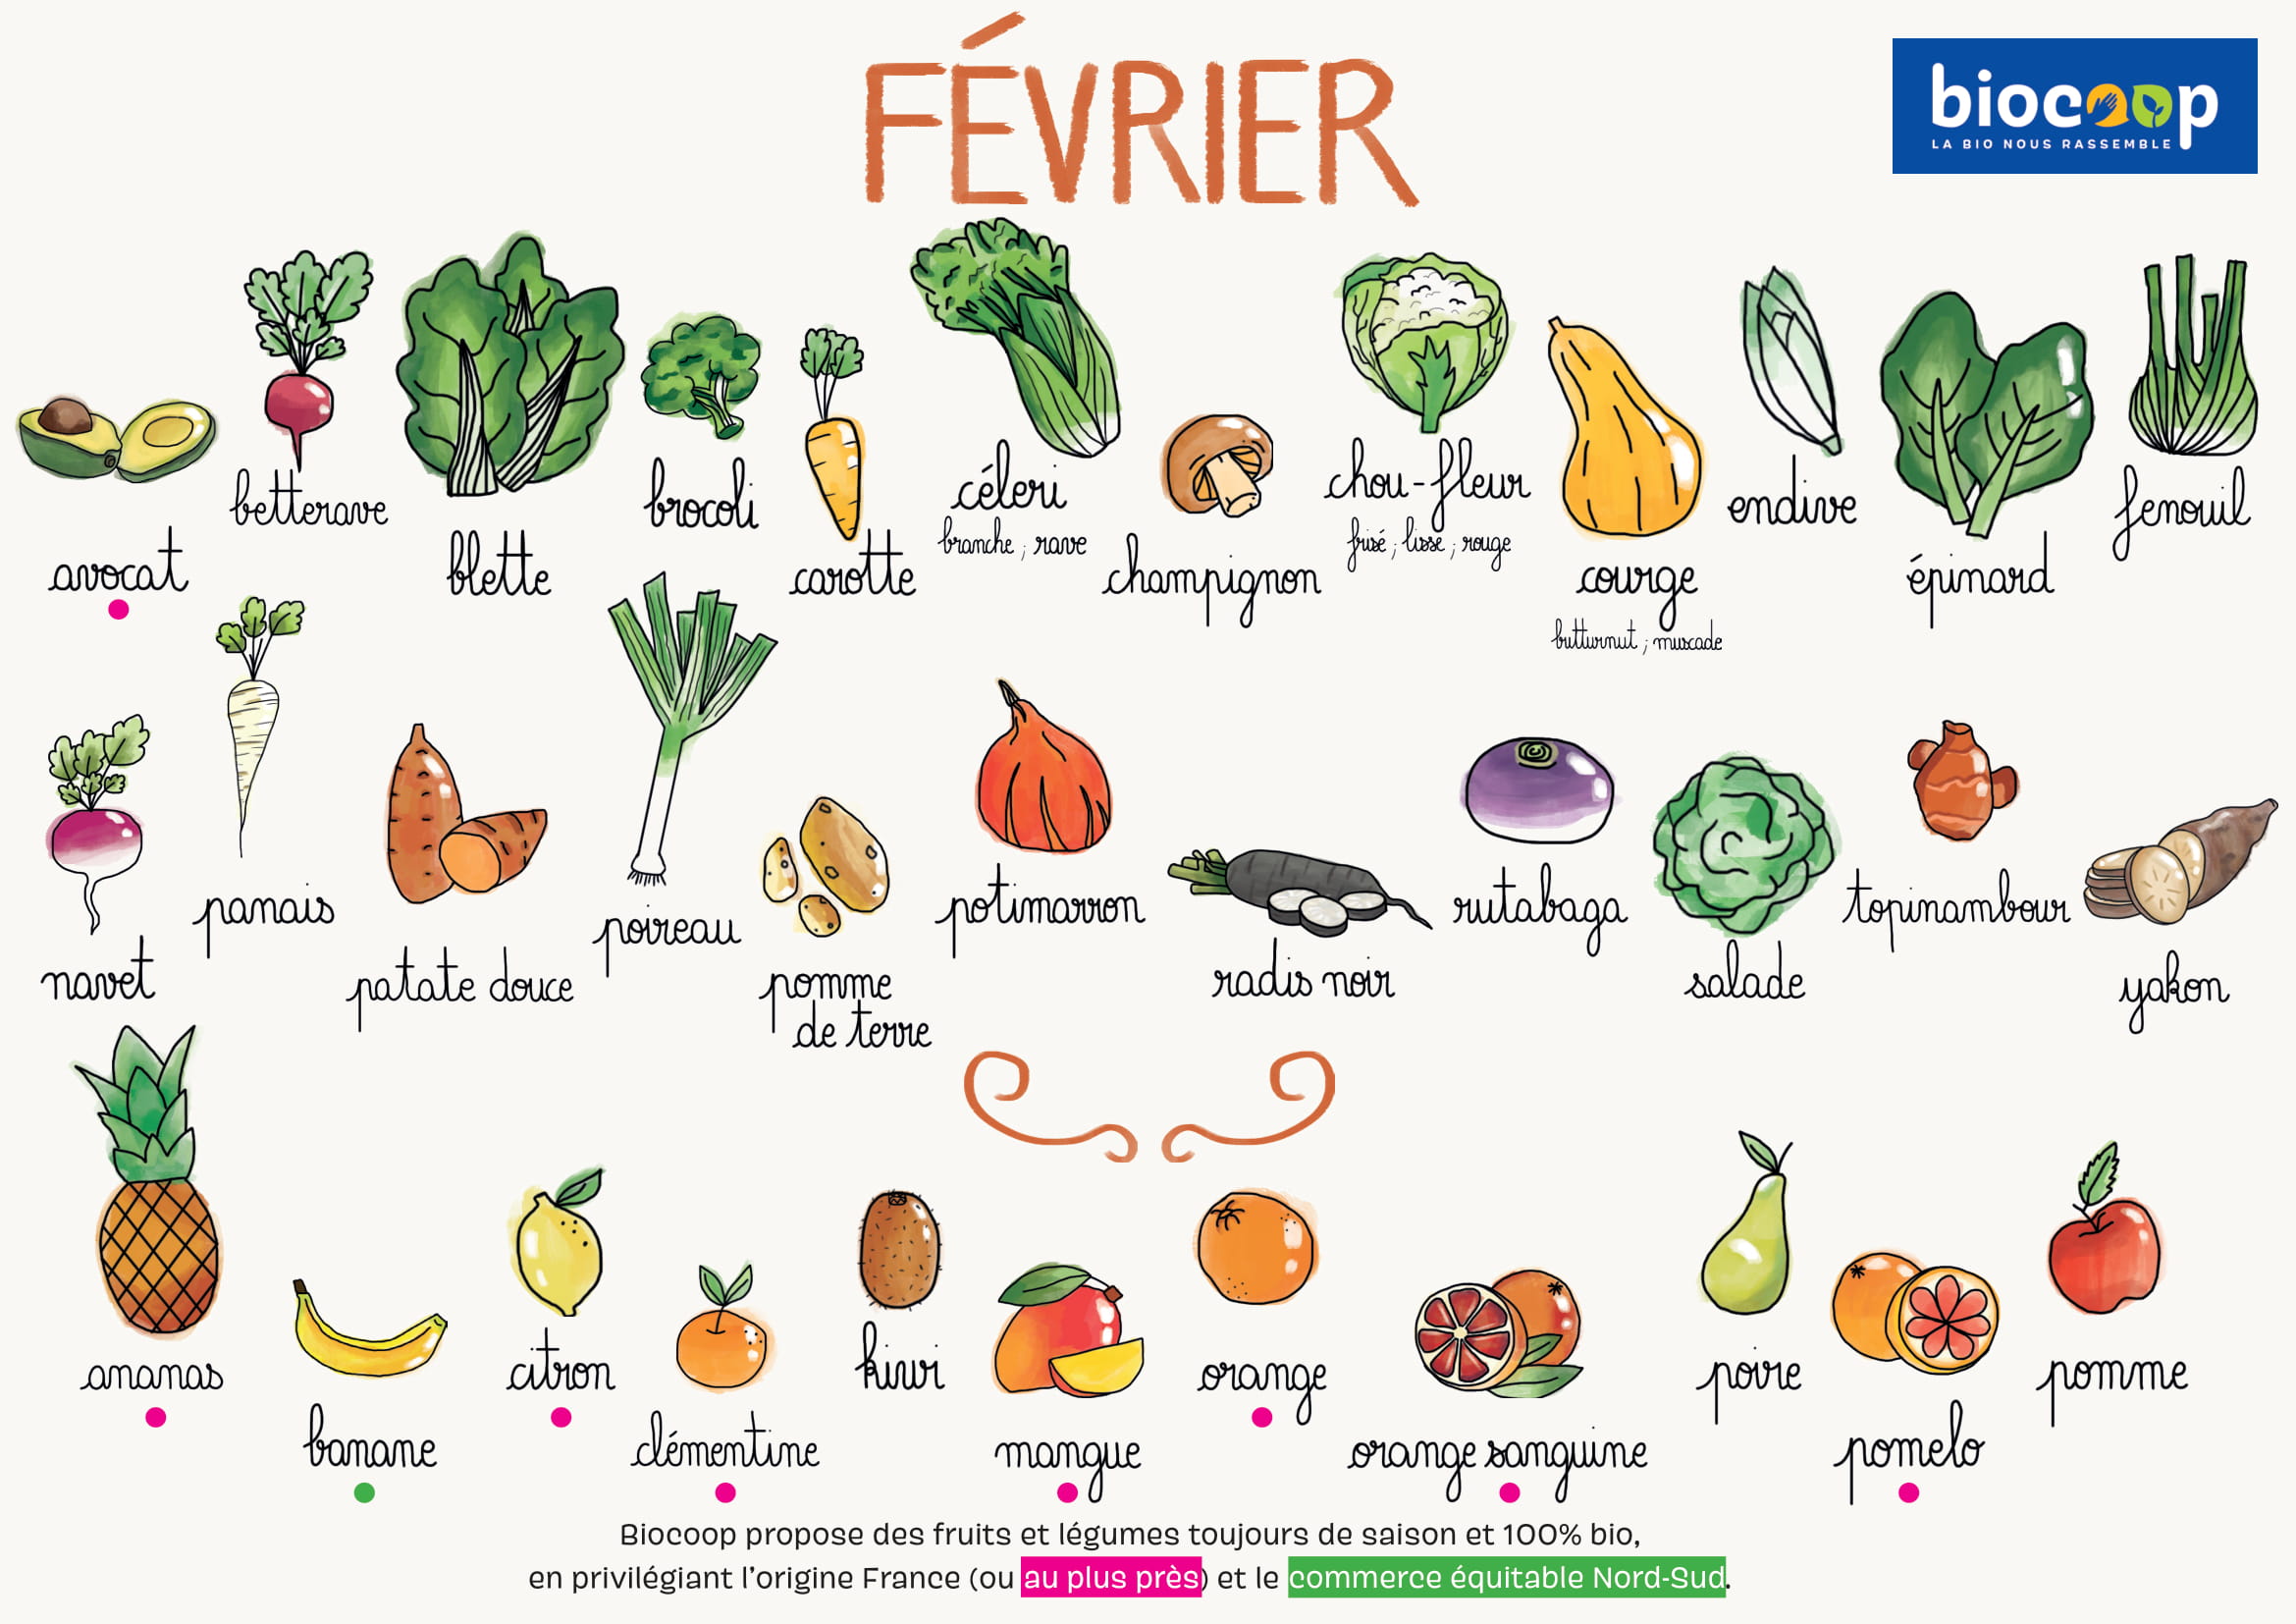 FÉVRIER
biocoop
LA BIO NOUS RASSEMBLE
avocat
betterave
blette
brocoli
carotte
céleri
branche ; rave
champignon
chou-fleur
frisé ; lisse ; rouge
courge
butturnut ; muscade
endive
épinard
fenouil
navet
panais
patate douce
poireau
pomme
de terre
potimarron
radis noir
rutabaga
salade
topinambour
yakon
ananas
banane
citron
clémentine
kiwi
mangue
orange
orange sanguine
poire
pomelo
pomme
Biocoop propose des fruits et légumes toujours de saison et 100% bio,
en privilégiant l'origine France (ou au plus près) et le commerce équitable Nord-Sud.